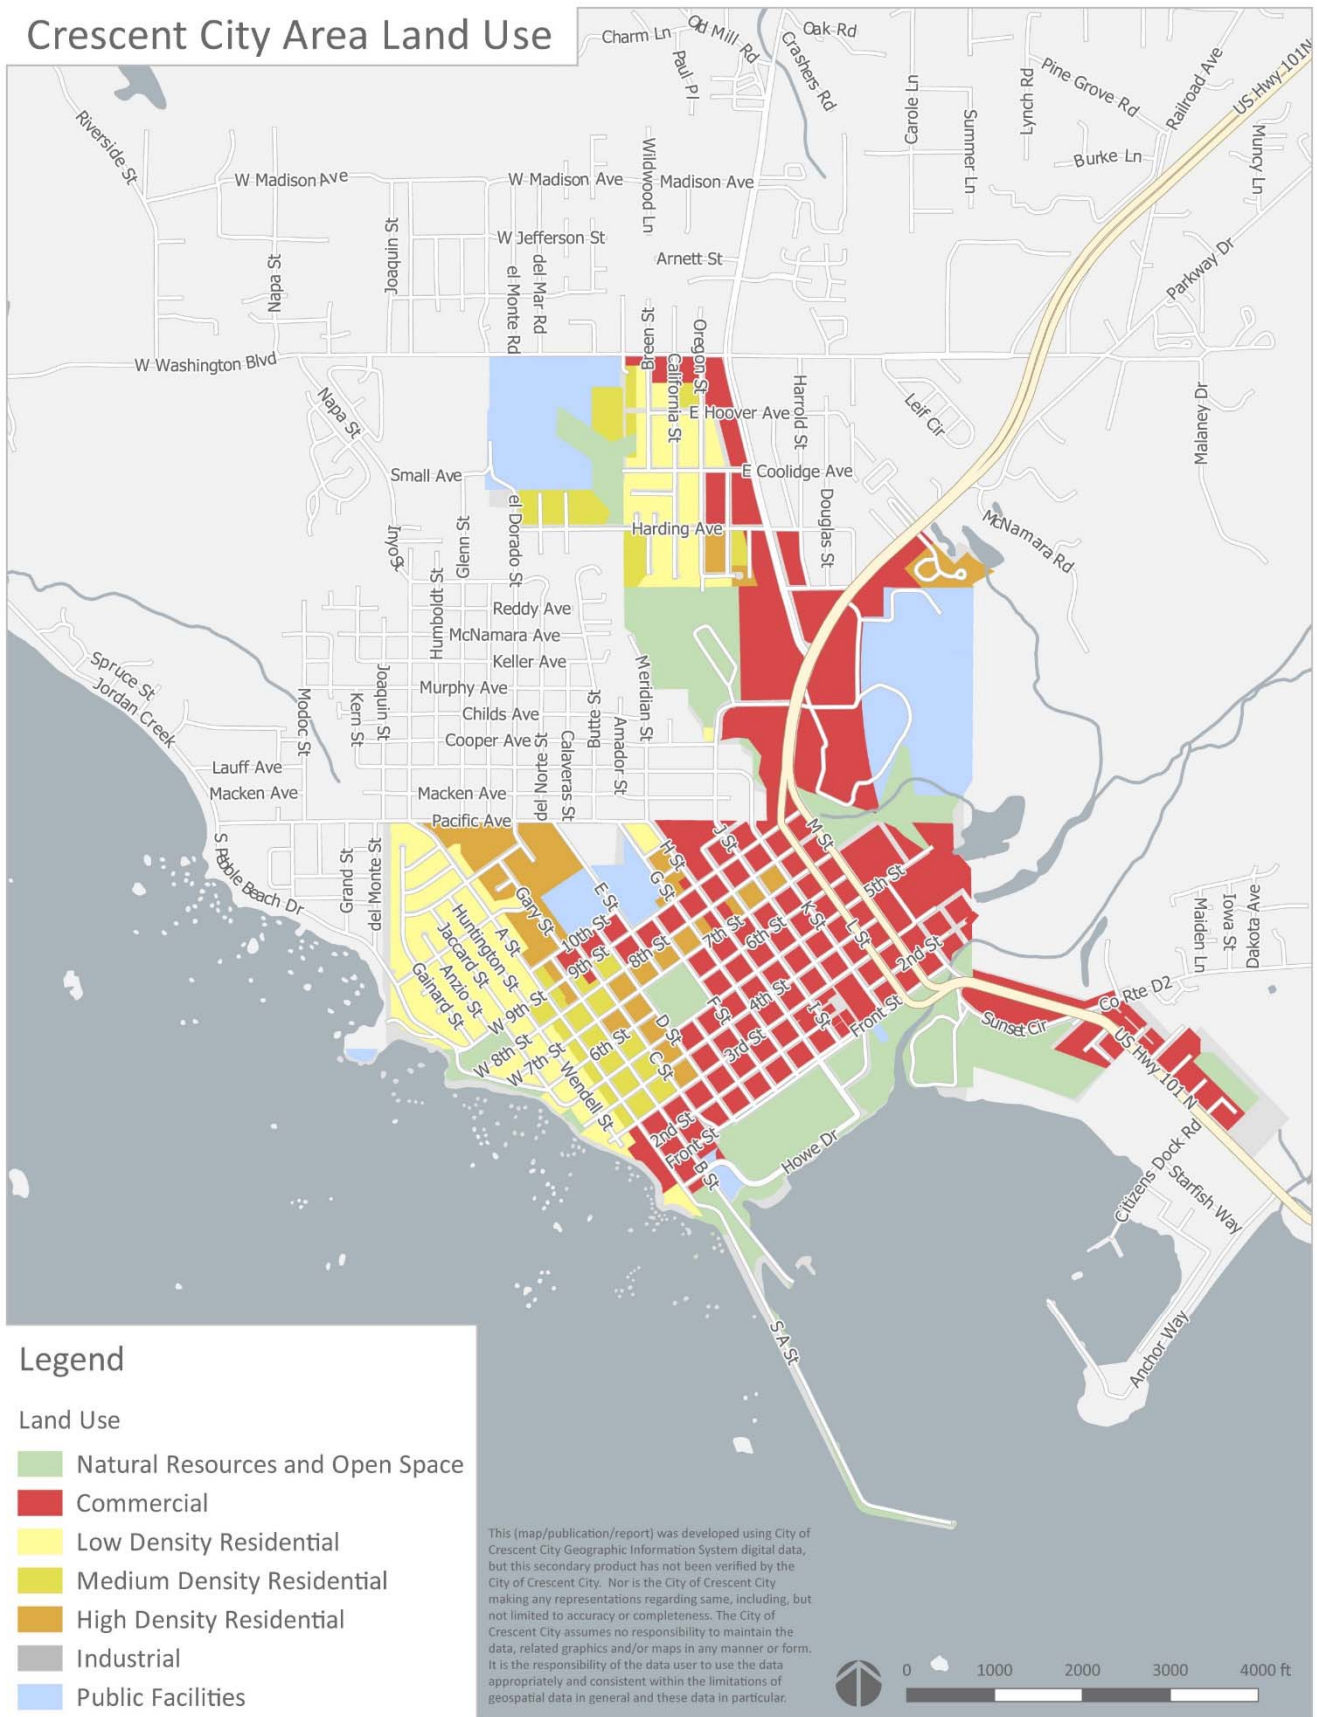 Crescent City Area Land Use
Charm Ln
Old Mill Rd
Oak Rd
Crashers Rd
Paul Pl
Carole Ln
Summer Ln
Lynch Rd
Pine Grove Rd
Railroad Ave
US Hwy 101N
Burke Ln
Muncy Ln
Riverside St
W Madison Ave
W Madison Ave
Wildwood Ln
Madison Ave
Joaquin St
W Jefferson St
Napa St
el Monte Rd
del Mar Rd
Arnett St
Parkway Dr
W Washington Blvd
Breen St
California St
Oregon St
Napa St
E Hoover Ave
Harrold St
Leif Cir
Malaney Dr
Small Ave
E Coolidge Ave
Glenn St
el Dorado St
Harding Ave
Douglas St
McNamara Rd
Inyo St
Humboldt St
Reddy Ave
McNamara Ave
Keller Ave
Spruce St
Jordan Creek
Modoc St
Kern St
Joaquin St
Murphy Ave
Childs Ave
Cooper Ave
Butte St
Amador St
Meridian St
Lauff Ave
Macken Ave
Macken Ave
del Norte St
Calaveras St
Pacific Ave
S Pebble Beach Dr
Grand St
del Monte St
H St
G St
J St
M St
5th St
E St
Gary St
10th St
9th St
8th St
7th St
6th St
K St
L St
2nd St
Huntington St
A St
Jaccard St
Anzio St
Gainard St
W 9th St
W 8th St
W 7th St
6th St
Wendell St
D St
C St
F St
4th St
3rd St
I St
Front St
2nd St
Front St
B St
Howe Dr
Maiden Ln
Iowa St
Dakota Ave
Co Rte D2
Sunset Cir
US Hwy 101 N
Citizens Dock Rd
Starfish Way
Anchor Way
S A St
Legend
Land Use
Natural Resources and Open Space
Commercial
Low Density Residential
Medium Density Residential
High Density Residential
Industrial
Public Facilities
This (map/publication/report) was developed using City of
Crescent City Geographic Information System digital data,
but this secondary product has not been verified by the
City of Crescent City. Nor is the City of Crescent City
making any representations regarding same, including, but
not limited to accuracy or completeness. The City of
Crescent City assumes no responsibility to maintain the
data, related graphics and/or maps in any manner or form.
It is the responsibility of the data user to use the data
appropriately and consistent within the limitations of
geospatial data in general and these data in particular.
0 1000 2000 3000 4000 ft